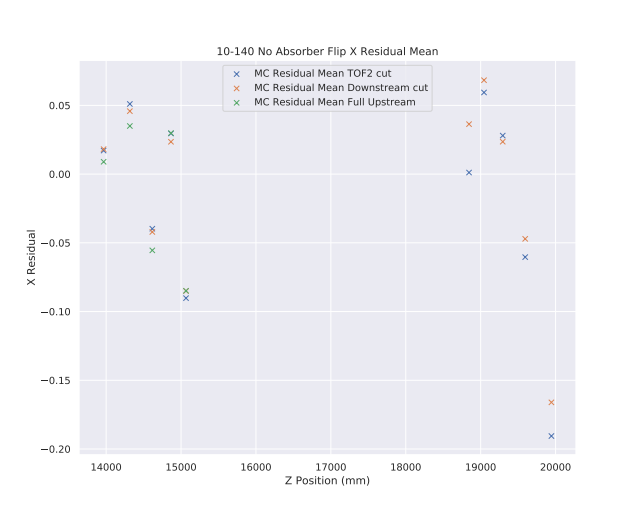 10-140 No Absorber Flip X Residual Mean
MC Residual Mean TOF2 cut
MC Residual Mean Downstream cut
MC Residual Mean Full Upstream
X Residual
0.05
0.00
−0.05
−0.10
−0.15
−0.20
14000 15000 16000 17000 18000 19000 20000
Z Position (mm)